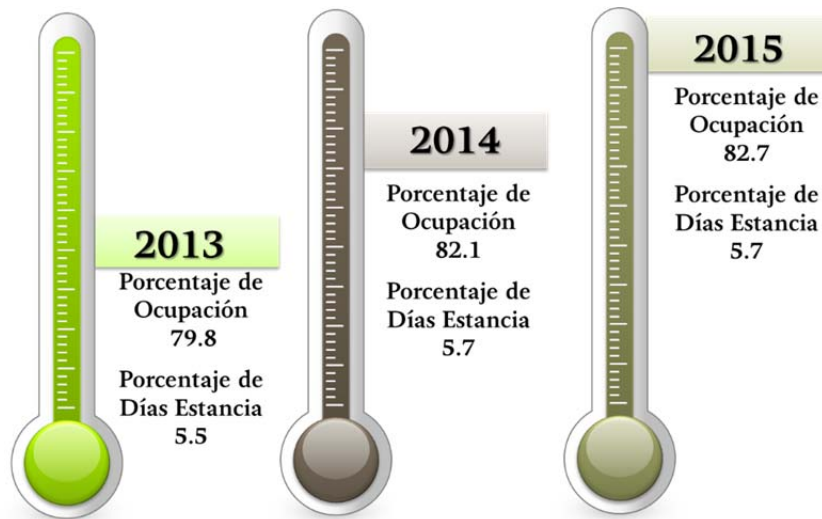 2013
Porcentaje de
Ocupación
79.8
Porcentaje de
Días Estancia
5.5
2014
Porcentaje de
Ocupación
82.1
Porcentaje de
Días Estancia
5.7
2015
Porcentaje de
Ocupación
82.7
Porcentaje de
Días Estancia
5.7